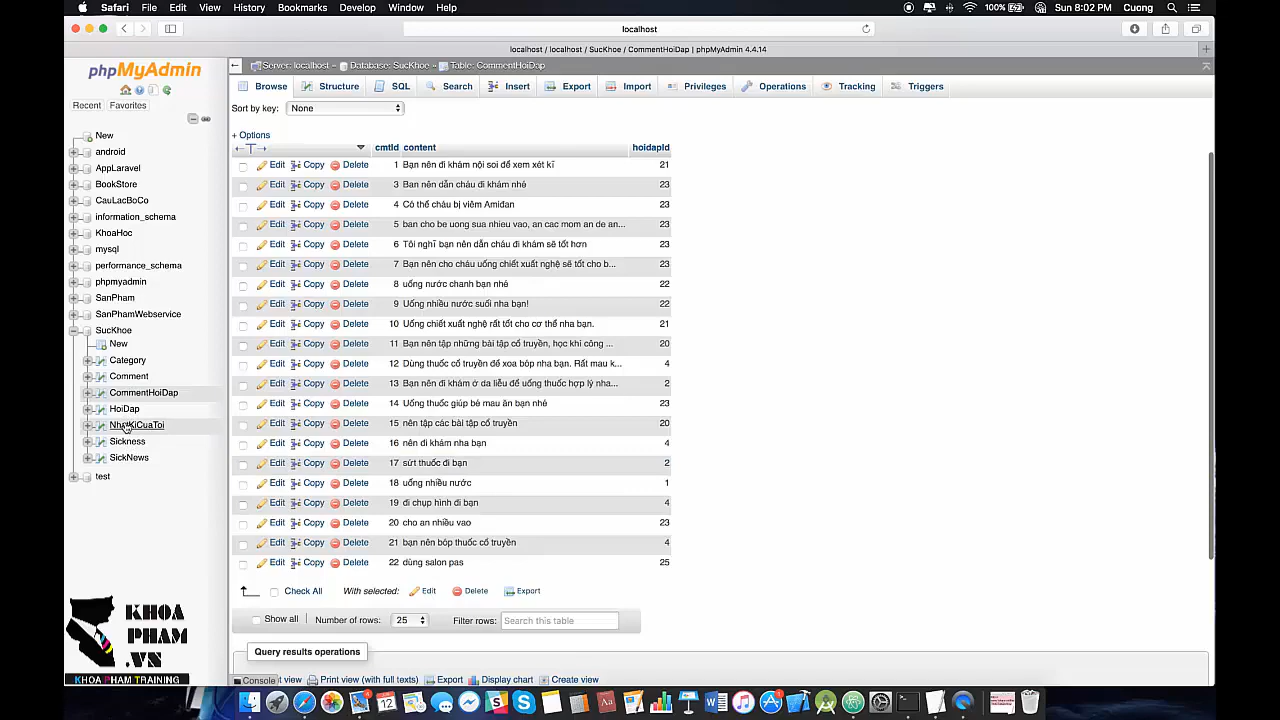 Safari File Edit View History Bookmarks Develop Window Help 100% Sun 8:02 PM Cuong
localhost
localhost / localhost / SucKhoe / CommentHoiDap | phpMyAdmin 4.4.14
phpMyAdmin
Recent Favorites
New
android
AppLaravel
BookStore
CauLacBoCo
information_schema
KhoaHoc
mysql
performance_schema
phpmyadmin
SanPham
SanPhamWebservice
SucKhoe
New
Category
Comment
CommentHoiDap
HoiDap
NhatKiCuaToi
Sickness
SickNews
test
Server: localhost » Database: SucKhoe » Table: CommentHoiDap
Browse Structure SQL Search Insert Export Import Privileges Operations Tracking Triggers
Sort by key: None
+ Options
cmtId content hoidapId
Edit Copy Delete 1 Bạn nên đi khám nội soi để xem xét kĩ 21
Edit Copy Delete 3 Ban nên dẫn cháu đi khám nhé 23
Edit Copy Delete 4 Có thể cháu bị viêm Amiđan 23
Edit Copy Delete 5 ban cho be uong sua nhieu vao, an cac mom an de an... 23
Edit Copy Delete 6 Tôi nghĩ bạn nên dẫn cháu đi khám sẽ tốt hơn 23
Edit Copy Delete 7 Bạn nên cho cháu uống chiết xuất nghệ sẽ tốt cho b... 23
Edit Copy Delete 8 uống nước chanh bạn nhé 22
Edit Copy Delete 9 Uống nhiều nước suối nha bạn! 22
Edit Copy Delete 10 Uống chiết xuất nghệ rất tốt cho cơ thể nha bạn. 21
Edit Copy Delete 11 Bạn nên tập những bài tập cổ truyền, học khí công ... 20
Edit Copy Delete 12 Dùng thuốc cổ truyền để xoa bóp nha bạn. Rất mau k... 4
Edit Copy Delete 13 Bạn nên đi khám ở da liễu để uống thuốc hợp lý nha... 2
Edit Copy Delete 14 Uống thuốc giúp bé mau ăn bạn nhé 23
Edit Copy Delete 15 nên tập các bài tập cổ truyền 20
Edit Copy Delete 16 nên đi khám nha bạn 4
Edit Copy Delete 17 sứt thuốc đi bạn 2
Edit Copy Delete 18 uống nhiều nước 1
Edit Copy Delete 19 đi chụp hình đi bạn 4
Edit Copy Delete 20 cho an nhiều vao 23
Edit Copy Delete 21 bạn nên bóp thuốc cổ truyền 4
Edit Copy Delete 22 dùng salon pas 25
Check All With selected: Edit Delete Export
Show all Number of rows: 25 Filter rows: Search this table
Query results operations
Console t view Print view (with full texts) Export Display chart Create view
KHOA
PHAM
.VN
KHOA PHAM TRAINING